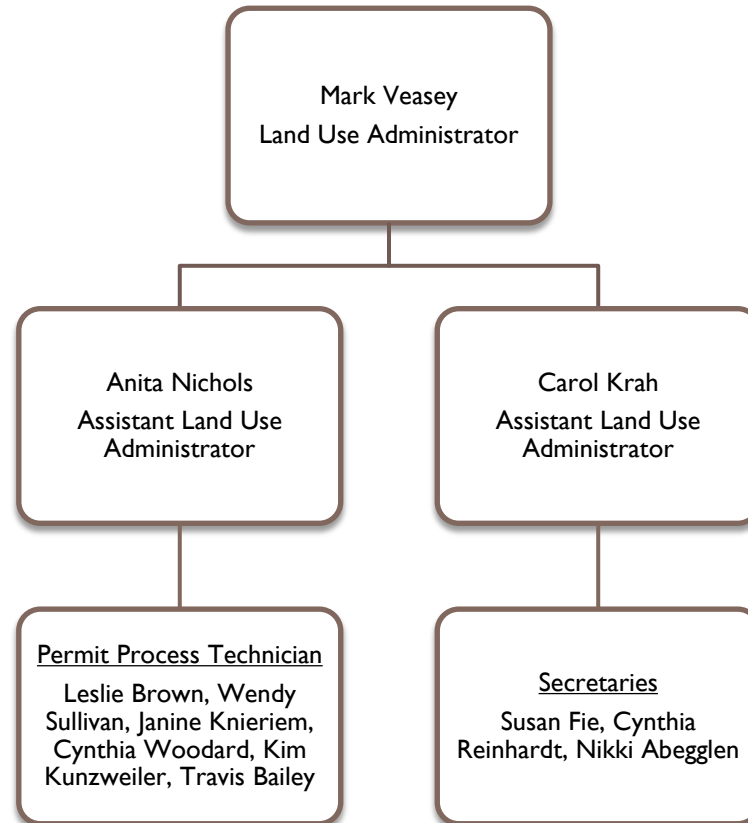 Mark Veasey
Land Use Administrator
Anita Nichols
Assistant Land Use
Administrator
Carol Krah
Assistant Land Use
Administrator
Permit Process Technician
Leslie Brown, Wendy
Sullivan, Janine Knieriem,
Cynthia Woodard, Kim
Kunzweiler, Travis Bailey
Secretaries
Susan Fie, Cynthia
Reinhardt, Nikki Abegglen